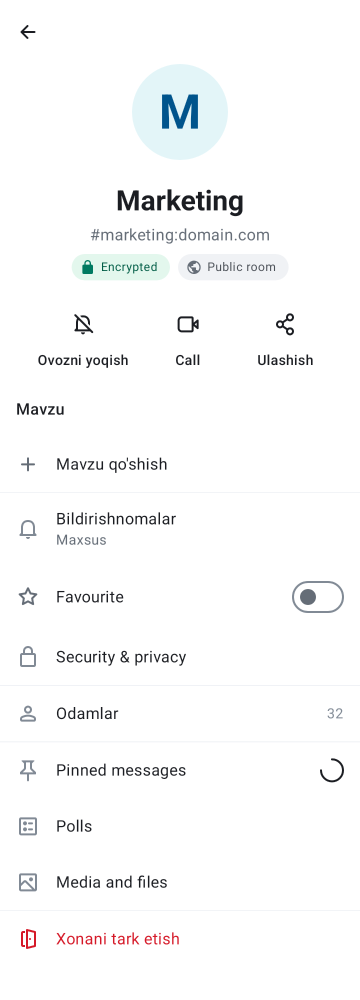 M
Marketing
#marketing:domain.com
Encrypted
Public room
Ovozni yoqish
Call
Ulashish
Mavzu
Mavzu qo'shish
Bildirishnomalar
Maxsus
Favourite
Security & privacy
Odamlar
32
Pinned messages
Polls
Media and files
Xonani tark etish